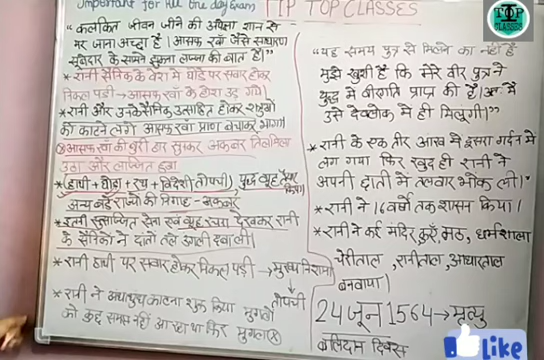 Important for All one day Exam TIP TOP CLASSES
TIP TOP CLASSES
"कलंकित जीवन जीने की अपेक्षा शान से
मर जाना अच्छा है। आसफ खाँ जैसे साधारण
सूबेदार के सामने झुकना लज्जा की बात है।"
* रानी सैनिक के वेश में घोड़े पर सवार होकर
निकल पड़ी → आसफ खाँ के होश उड़ गये।
* रानी और उनके सैनिक उत्साहित होकर शत्रुओं
को काटने लगे आसफ खाँ प्राण बचाकर भागा।
आसफ खाँ की बुरी हार सुनकर अकबर तिलमिला
उठा और लज्जित हुआ
* (हाथी + घोड़ा + रथ + विदेशी तोपची), पुत्र व्यूह तैयार किया।
अन्य बड़े राज्यों की निगाह - अकबर
* इतनी सुसज्जित सेना एवं व्यूह रचना देखकर रानी
के सैनिकों ने दांतो तले उंगली दबा ली।
* रानी हाथी पर सवार होकर निकल पड़ी → मुख्य निशाना
↓
तोपची
* रानी ने अंधाधुंध काटना शुरू किया मुगलों
को कुछ समझ नहीं आ रहा था फिर मुगल
"यह समय पुत्र से मिलने का नहीं है
मुझे खुशी है कि मेरे वीर पुत्र ने
युद्ध में वीरगति प्राप्त की है। अब मैं
उसे देवलोक में ही मिलूंगी।"
* रानी के एक तीर आंख में दूसरा गर्दन में
लग गया फिर खुद ही रानी ने
अपनी छाती में तलवार भोंक ली।
* रानी ने 16 वर्षों तक शासन किया।
* रानी ने कई मंदिर, कुएँ, मठ, धर्मशाला
चेरीताल, रानीताल, आधारताल
बनवाया।
24 जून 1564 → मृत्यु
बलिदान दिवस
like